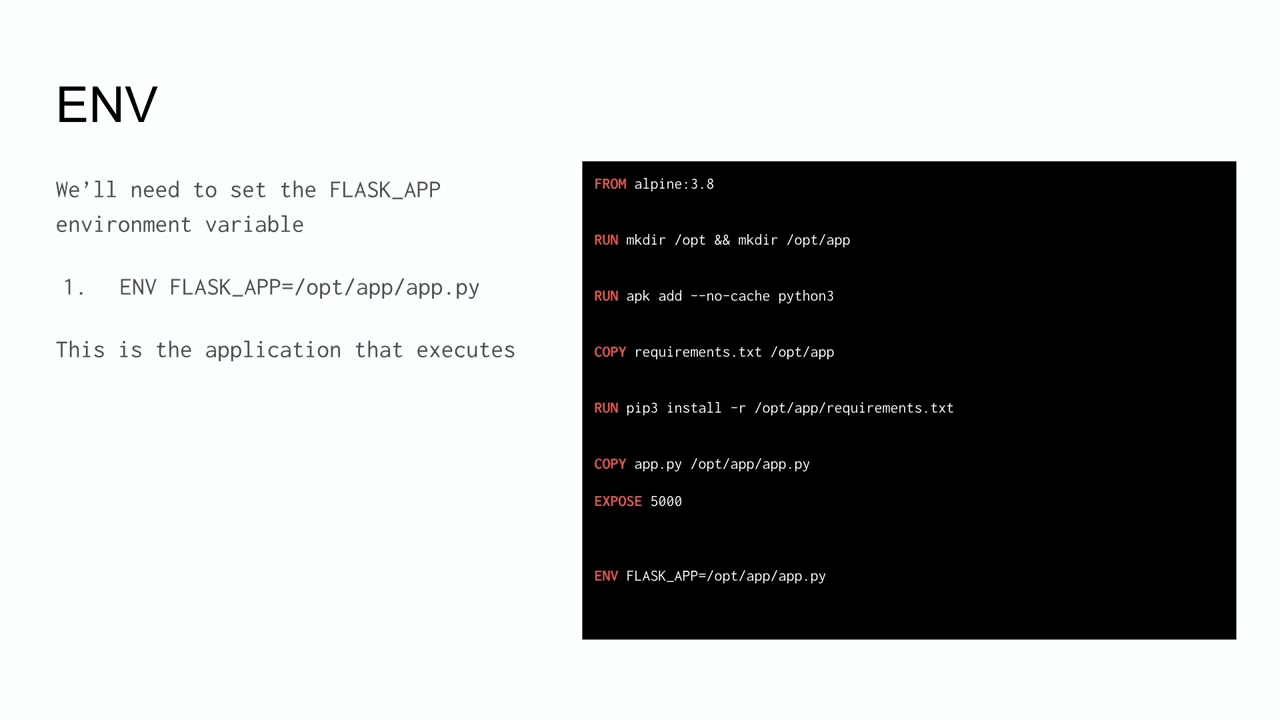 ENV
We’ll need to set the FLASK_APP
environment variable
1. ENV FLASK_APP=/opt/app/app.py
This is the application that executes
FROM alpine:3.8
RUN mkdir /opt && mkdir /opt/app
RUN apk add --no-cache python3
COPY requirements.txt /opt/app
RUN pip3 install -r /opt/app/requirements.txt
COPY app.py /opt/app/app.py
EXPOSE 5000
ENV FLASK_APP=/opt/app/app.py